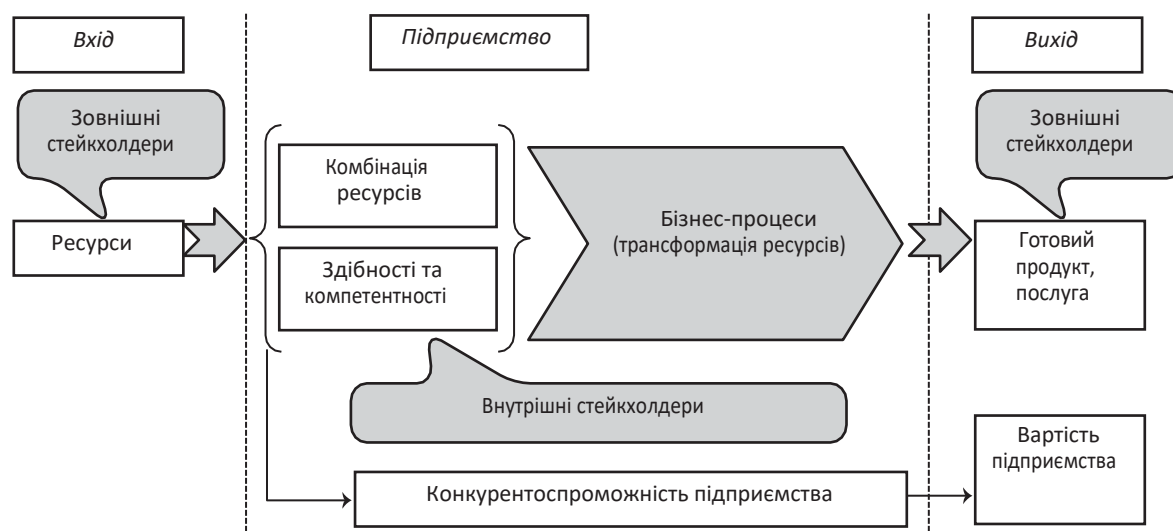 Вхід
Підприємство
Вихід
Зовнішні
стейкхолдери
Зовнішні
стейкхолдери
Комбінація
ресурсів
Бізнес-процеси
(трансформація ресурсів)
Ресурси
Готовий
продукт,
послуга
Здібності та
компетентності
Внутрішні стейкхолдери
Вартість
підприємства
Конкурентоспроможність підприємства